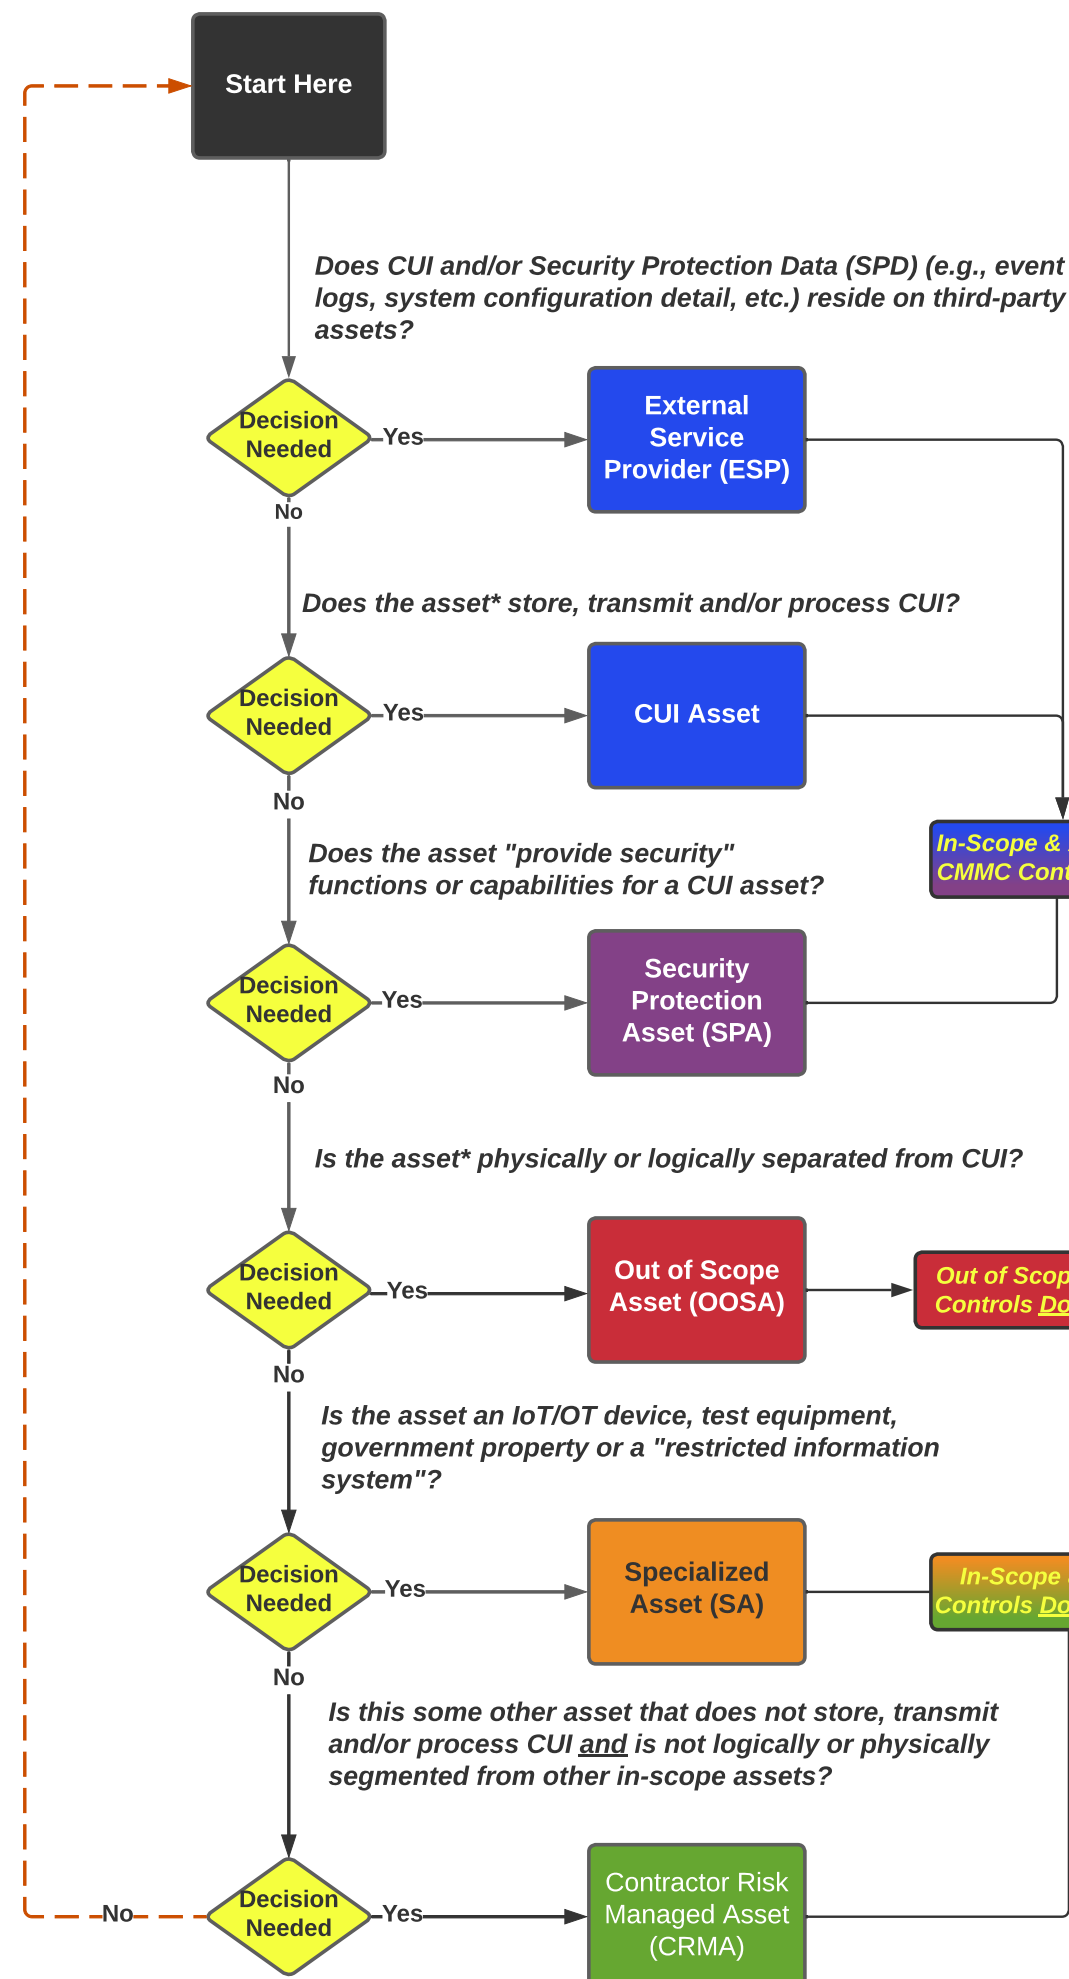 Start Here
Does CUI and/or Security Protection Data (SPD) (e.g., event
logs, system configuration detail, etc.) reside on third-party
assets?
Decision
Needed
Yes
External
Service
Provider (ESP)
No
Does the asset* store, transmit and/or process CUI?
Decision
Needed
Yes
CUI Asset
No
In-Scope &
CMMC
Does the asset "provide security"
functions or capabilities for a CUI asset?
Decision
Needed
Yes
Security
Protection
Asset (SPA)
No
Is the asset* physically or logically separated from CUI?
Decision
Needed
Yes
Out of Scope
Asset (OOSA)
Out of
Controls
No
Is the asset an IoT/OT device, test equipment,
government property or a "restricted information
system"?
Decision
Needed
Yes
Specialized
Asset (SA)
In-Scope
Controls
No
Is this some other asset that does not store, transmit
and/or process CUI and is not logically or physically
segmented from other in-scope assets?
No
Decision
Needed
Yes
Contractor Risk
Managed Asset
(CRMA)